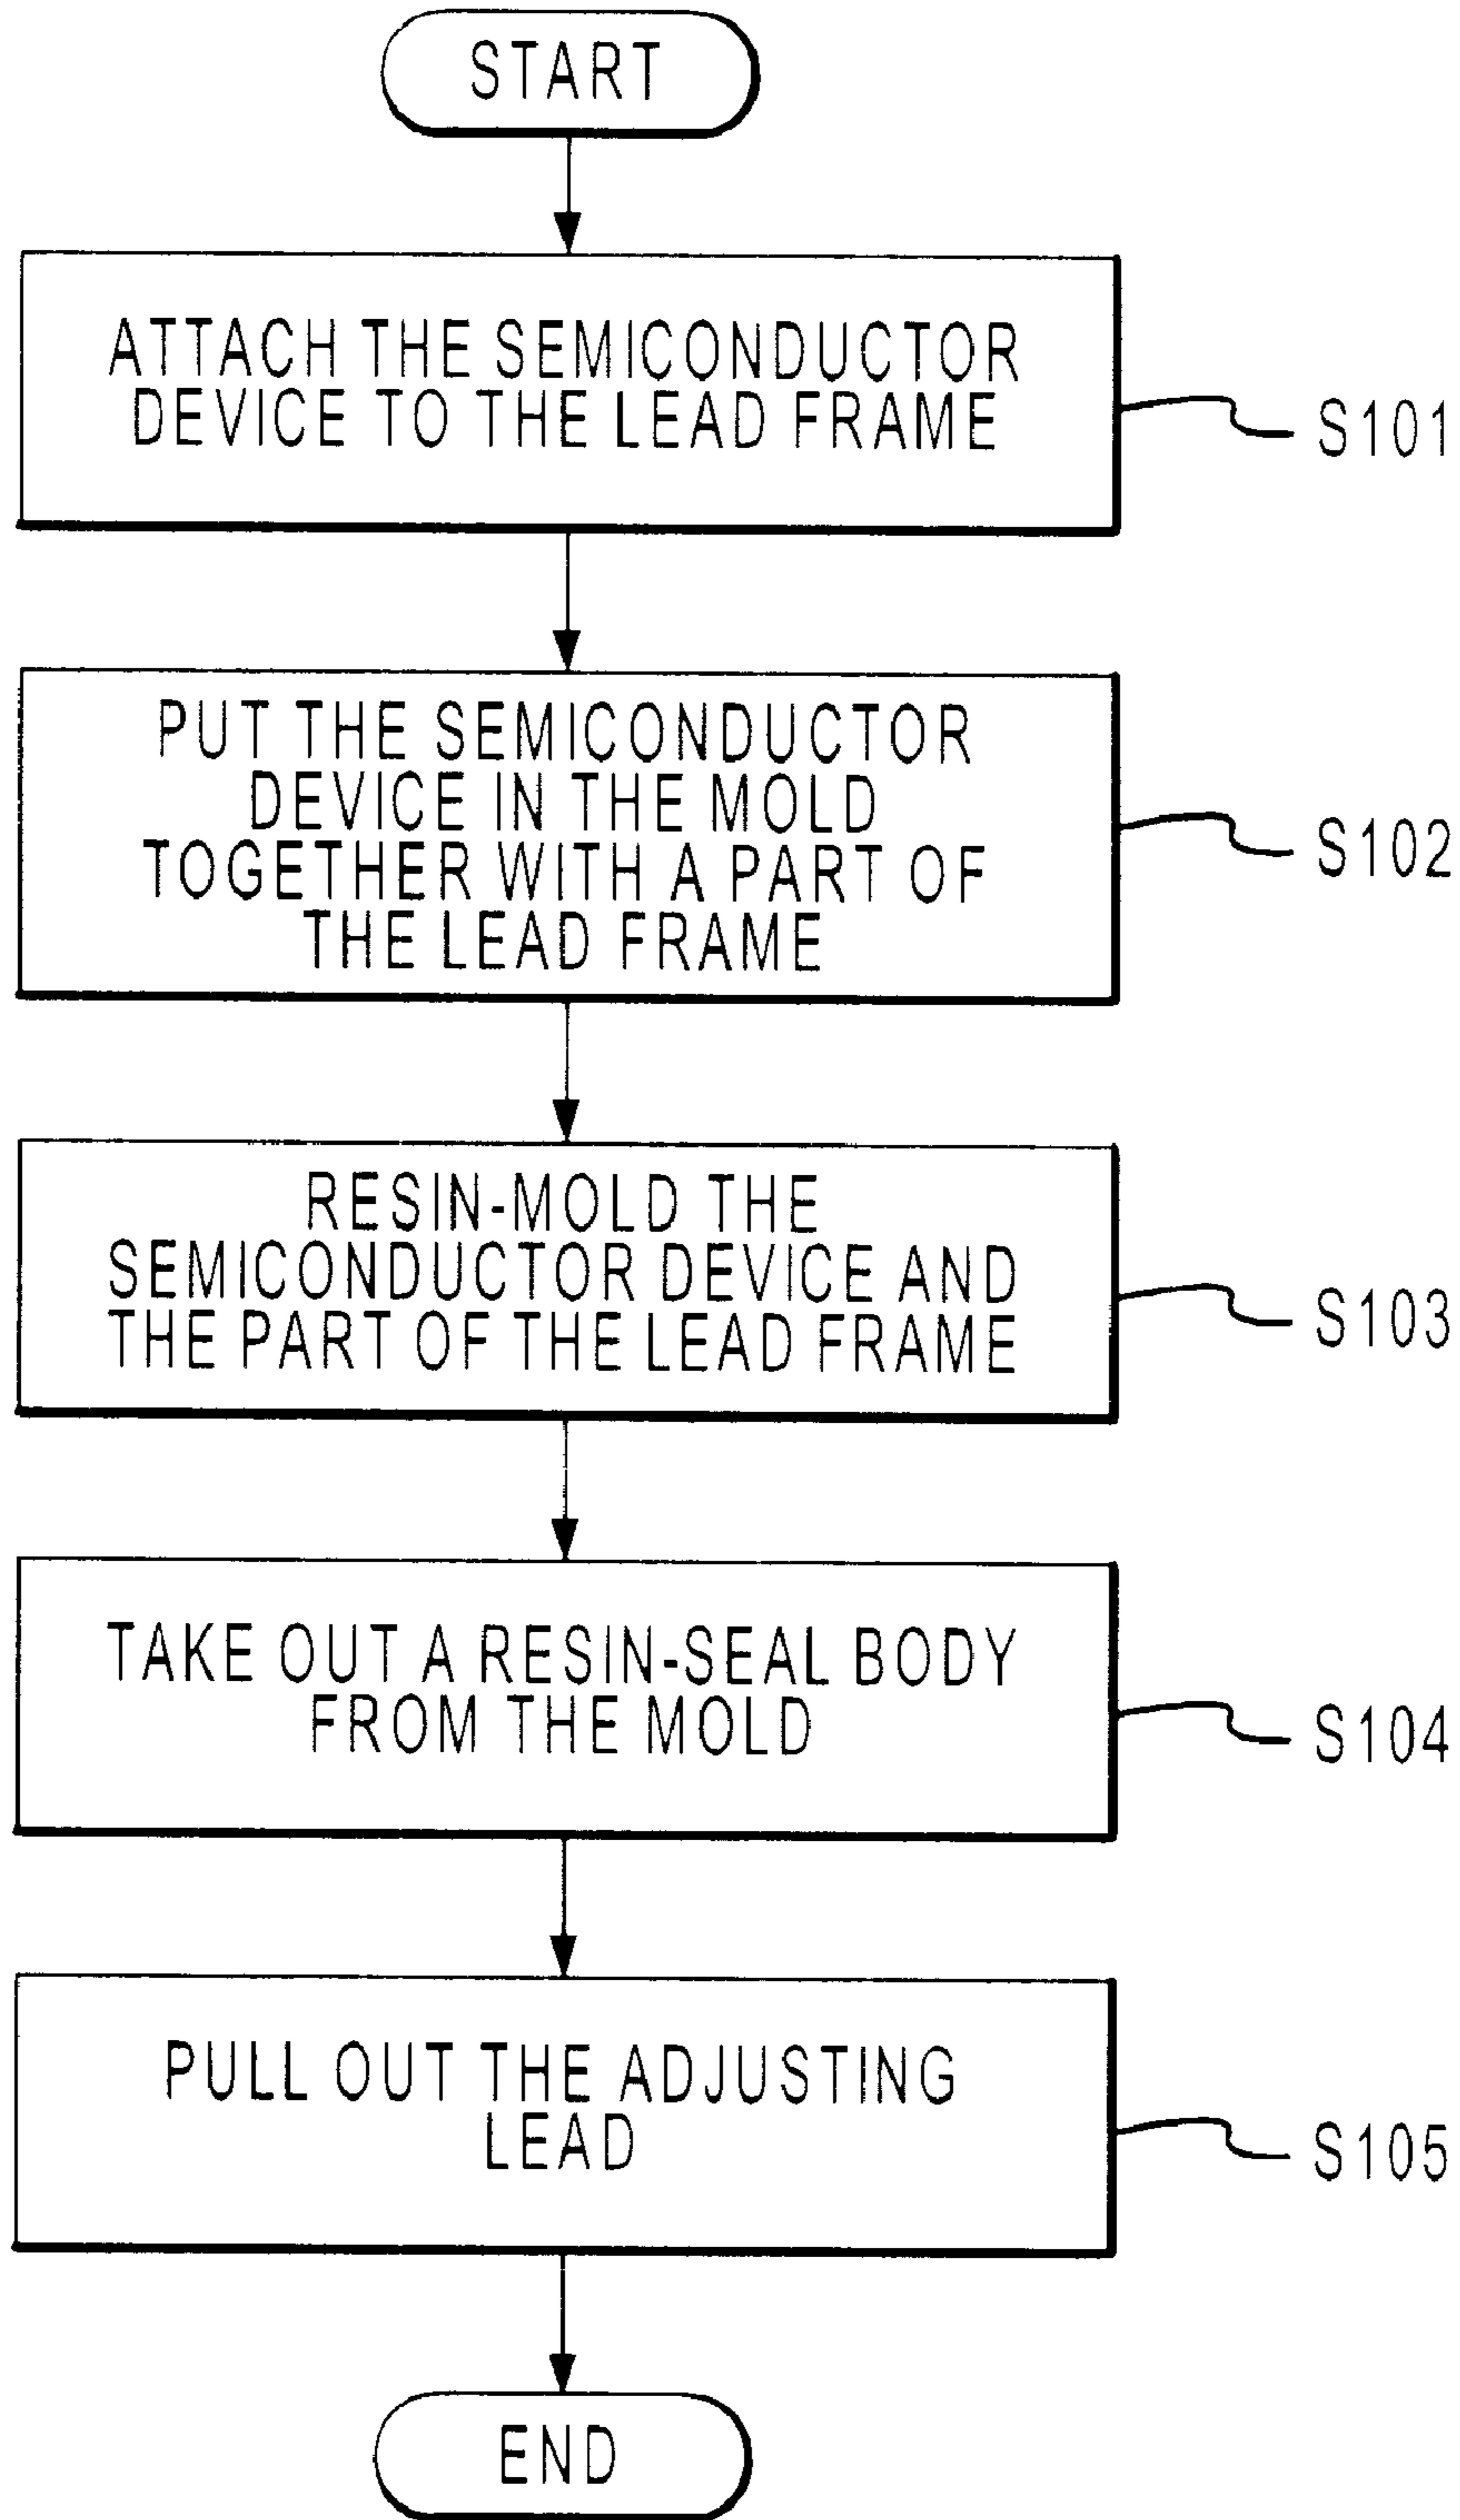 START
ATTACH THE SEMICONDUCTOR
DEVICE TO THE LEAD FRAME
S101
PUT THE SEMICONDUCTOR
DEVICE IN THE MOLD
TOGETHER WITH A PART OF
THE LEAD FRAME
S102
RESIN-MOLD THE
SEMICONDUCTOR DEVICE AND
THE PART OF THE LEAD FRAME
S103
TAKE OUT A RESIN-SEAL BODY
FROM THE MOLD
S104
PULL OUT THE ADJUSTING
LEAD
S105
END